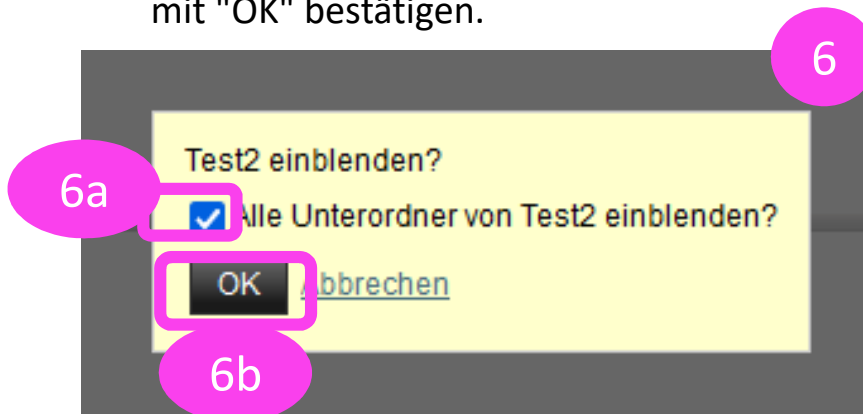 mit "OK" bestätigen.
6
Test2 einblenden?
6a
Alle Unterordner von Test2 einblenden?
OK Abbrechen
6b